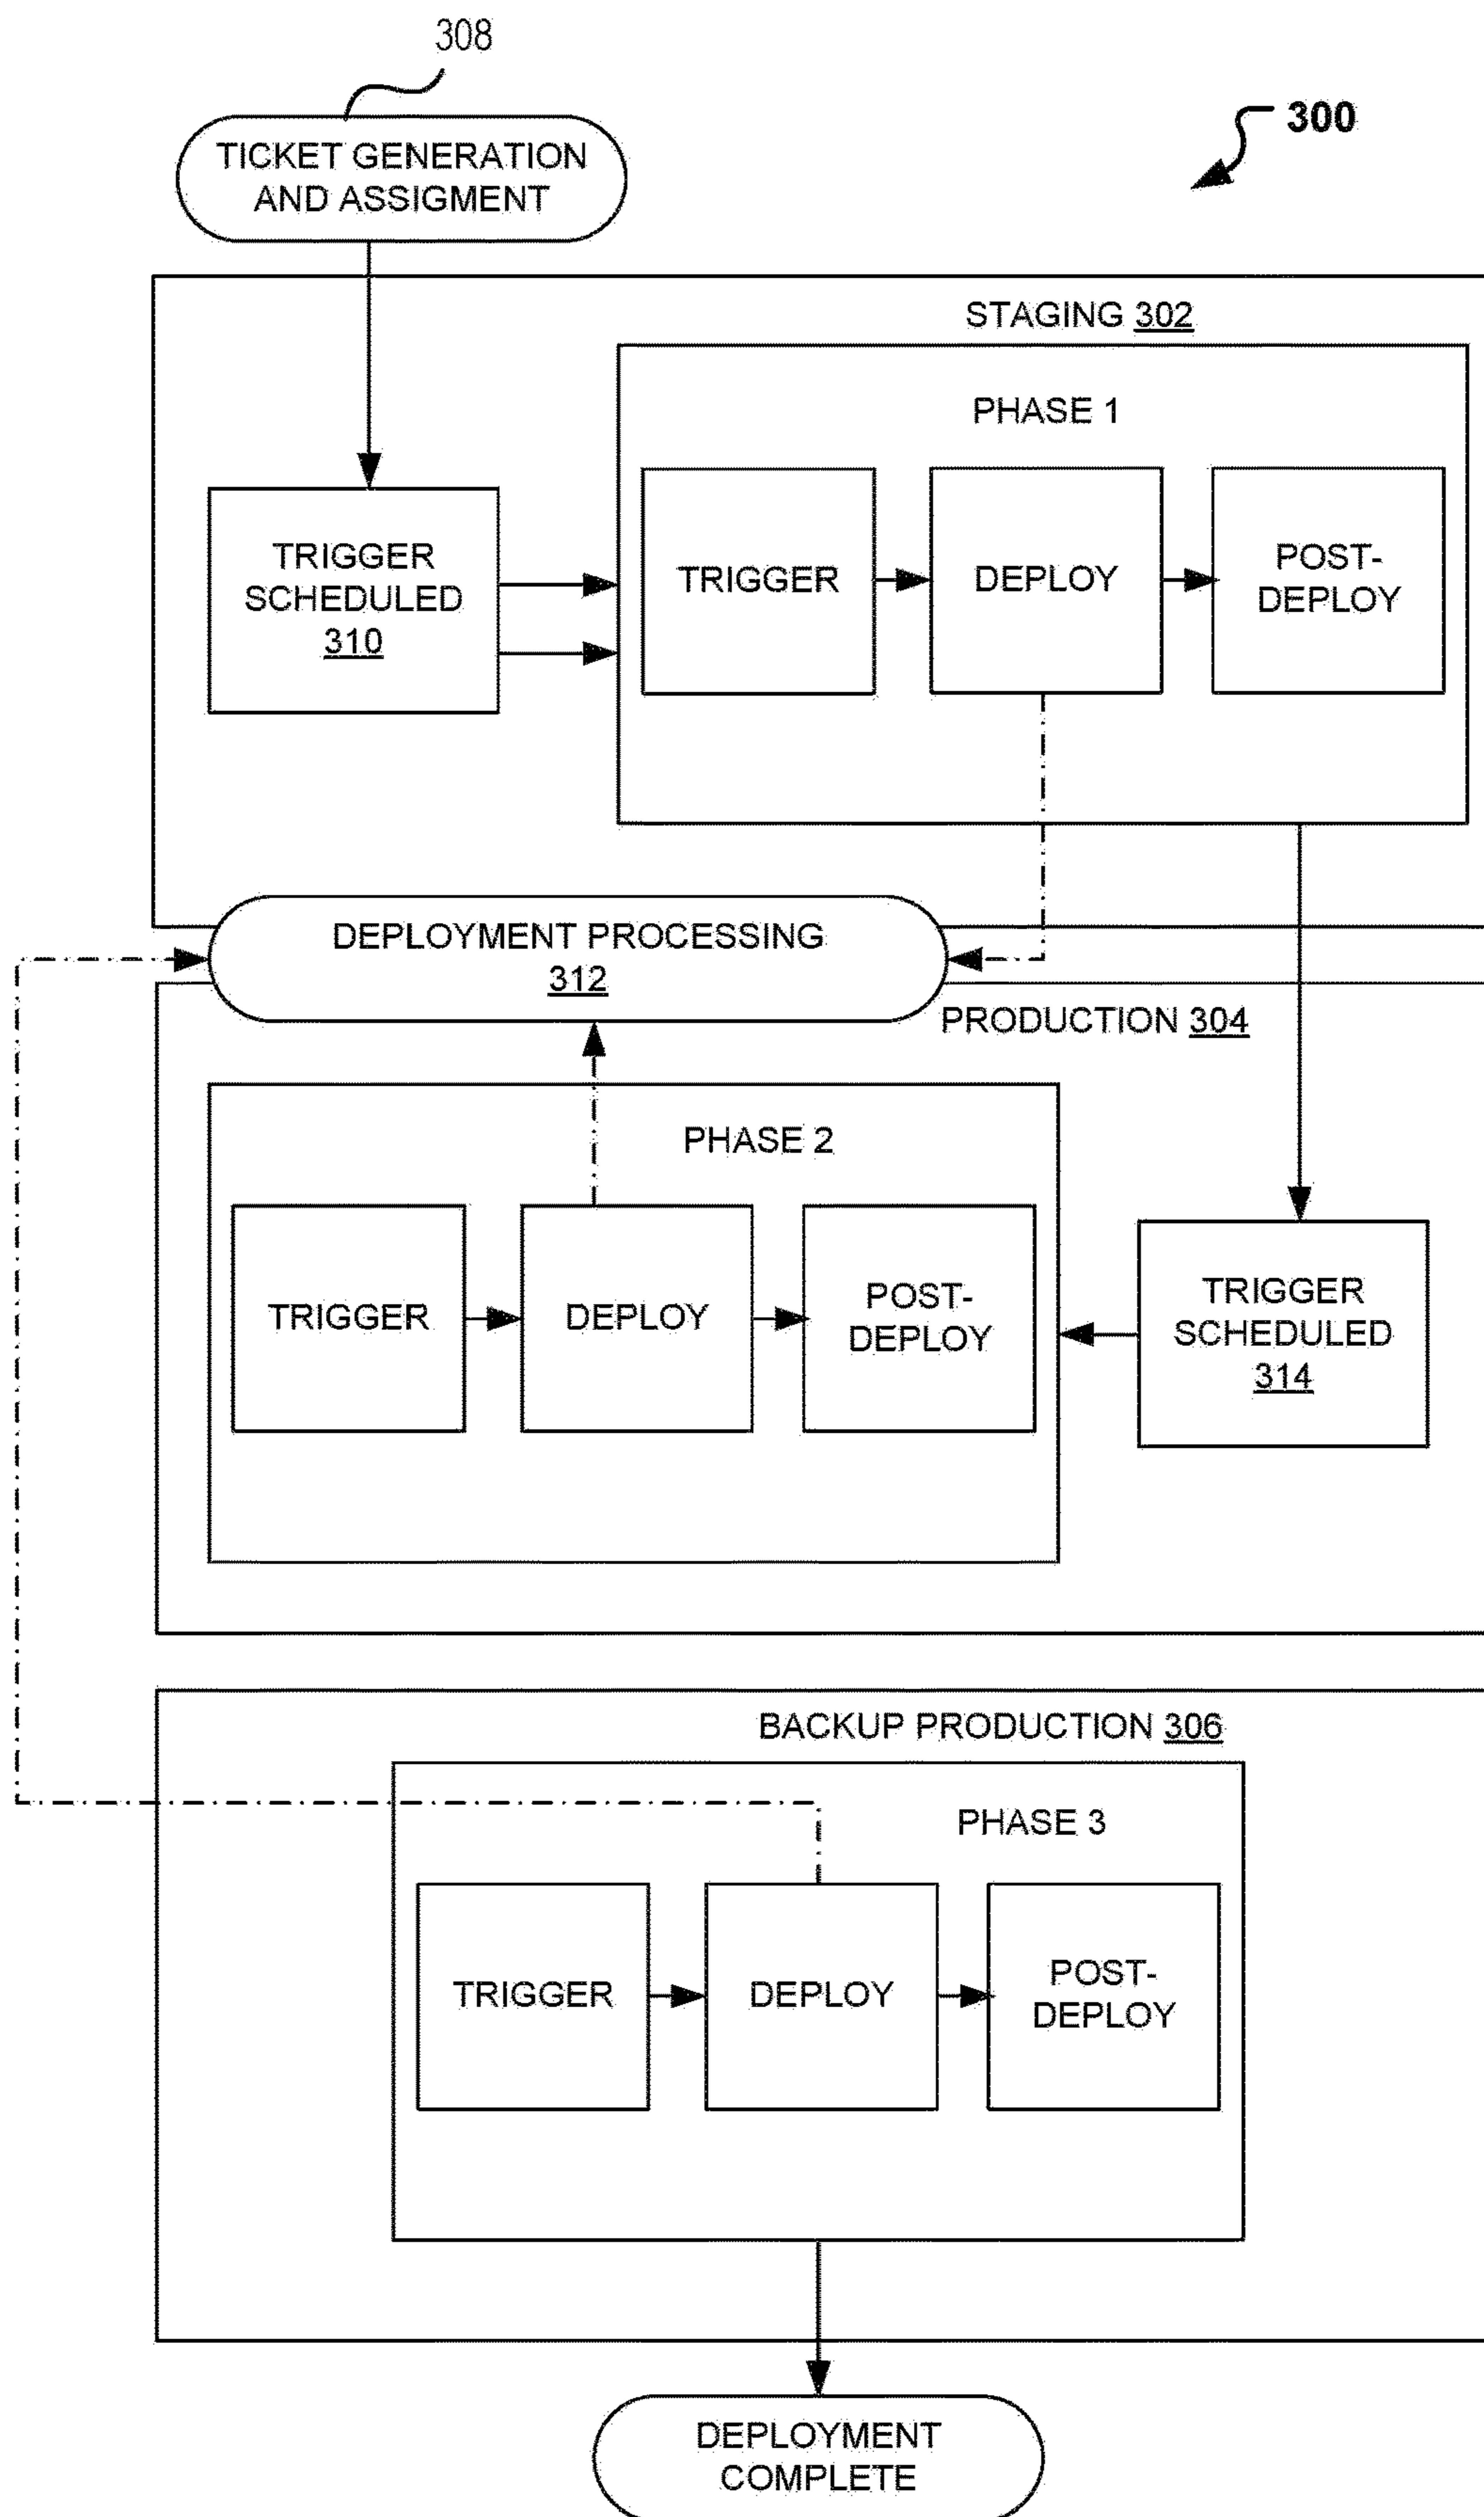 308
300
TICKET GENERATION
AND ASSIGMENT
STAGING 302
PHASE 1
TRIGGER
SCHEDULED
310
TRIGGER
DEPLOY
POST-
DEPLOY
DEPLOYMENT PROCESSING
312
PRODUCTION 304
PHASE 2
TRIGGER
DEPLOY
POST-
DEPLOY
TRIGGER
SCHEDULED
314
BACKUP PRODUCTION 306
PHASE 3
TRIGGER
DEPLOY
POST-
DEPLOY
DEPLOYMENT
COMPLETE